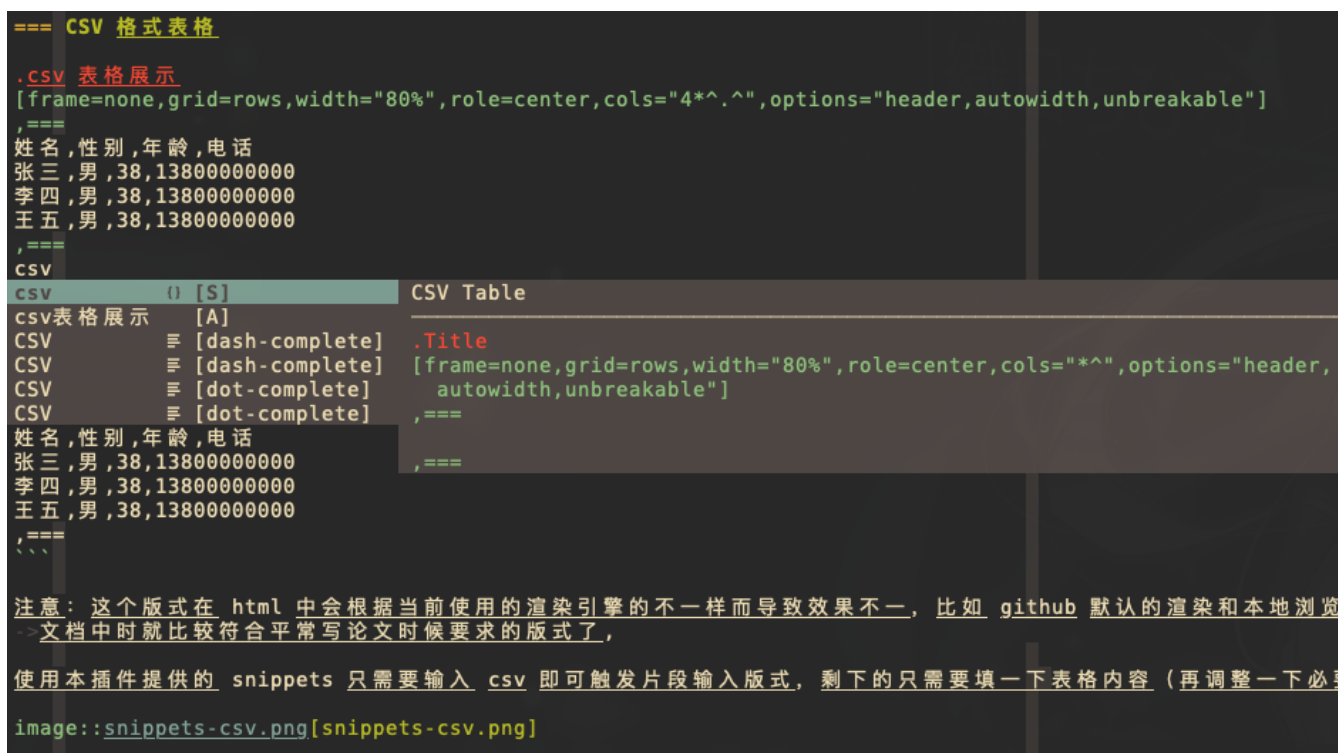 === CSV 格式表格
.csv 表格展示
[frame=none,grid=rows,width="80%",role=center,cols="4*^.^",options="header,autowidth,unbreakable"]
,===
姓名,性别,年龄,电话
张三,男,38,13800000000
李四,男,38,13800000000
王五,男,38,13800000000
,===
csv
csv {} [S] CSV Table
csv表格展示 [A]
CSV [dash-complete] .Title
CSV [dash-complete] [frame=none,grid=rows,width="80%",role=center,cols="*^",options="header,
CSV [dot-complete] autowidth,unbreakable"]
CSV [dot-complete] ,===
姓名,性别,年龄,电话
张三,男,38,13800000000 ,===
李四,男,38,13800000000
王五,男,38,13800000000
,===
```
注意: 这个版式在 html 中会根据当前使用的渲染引擎的不一样而导致效果不一, 比如 github 默认的渲染和本地浏览
->文档中时就比较符合平常写论文时候要求的版式了,
使用本插件提供的 snippets 只需要输入 csv 即可触发片段输入版式, 剩下的只需要填一下表格内容 (再调整一下必要
image::snippets-csv.png[snippets-csv.png]